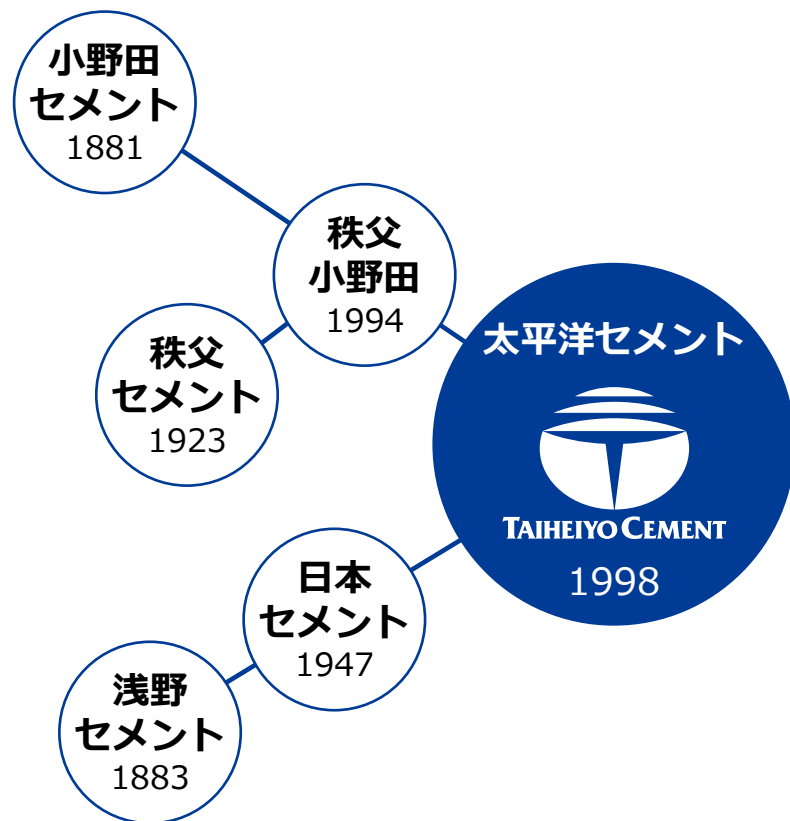 小野田
セメント
1881
秩父
小野田
1994
秩父
セメント
1923
太平洋セメント
TAIHEIYO CEMENT
1998
日本
セメント
1947
浅野
セメント
1883